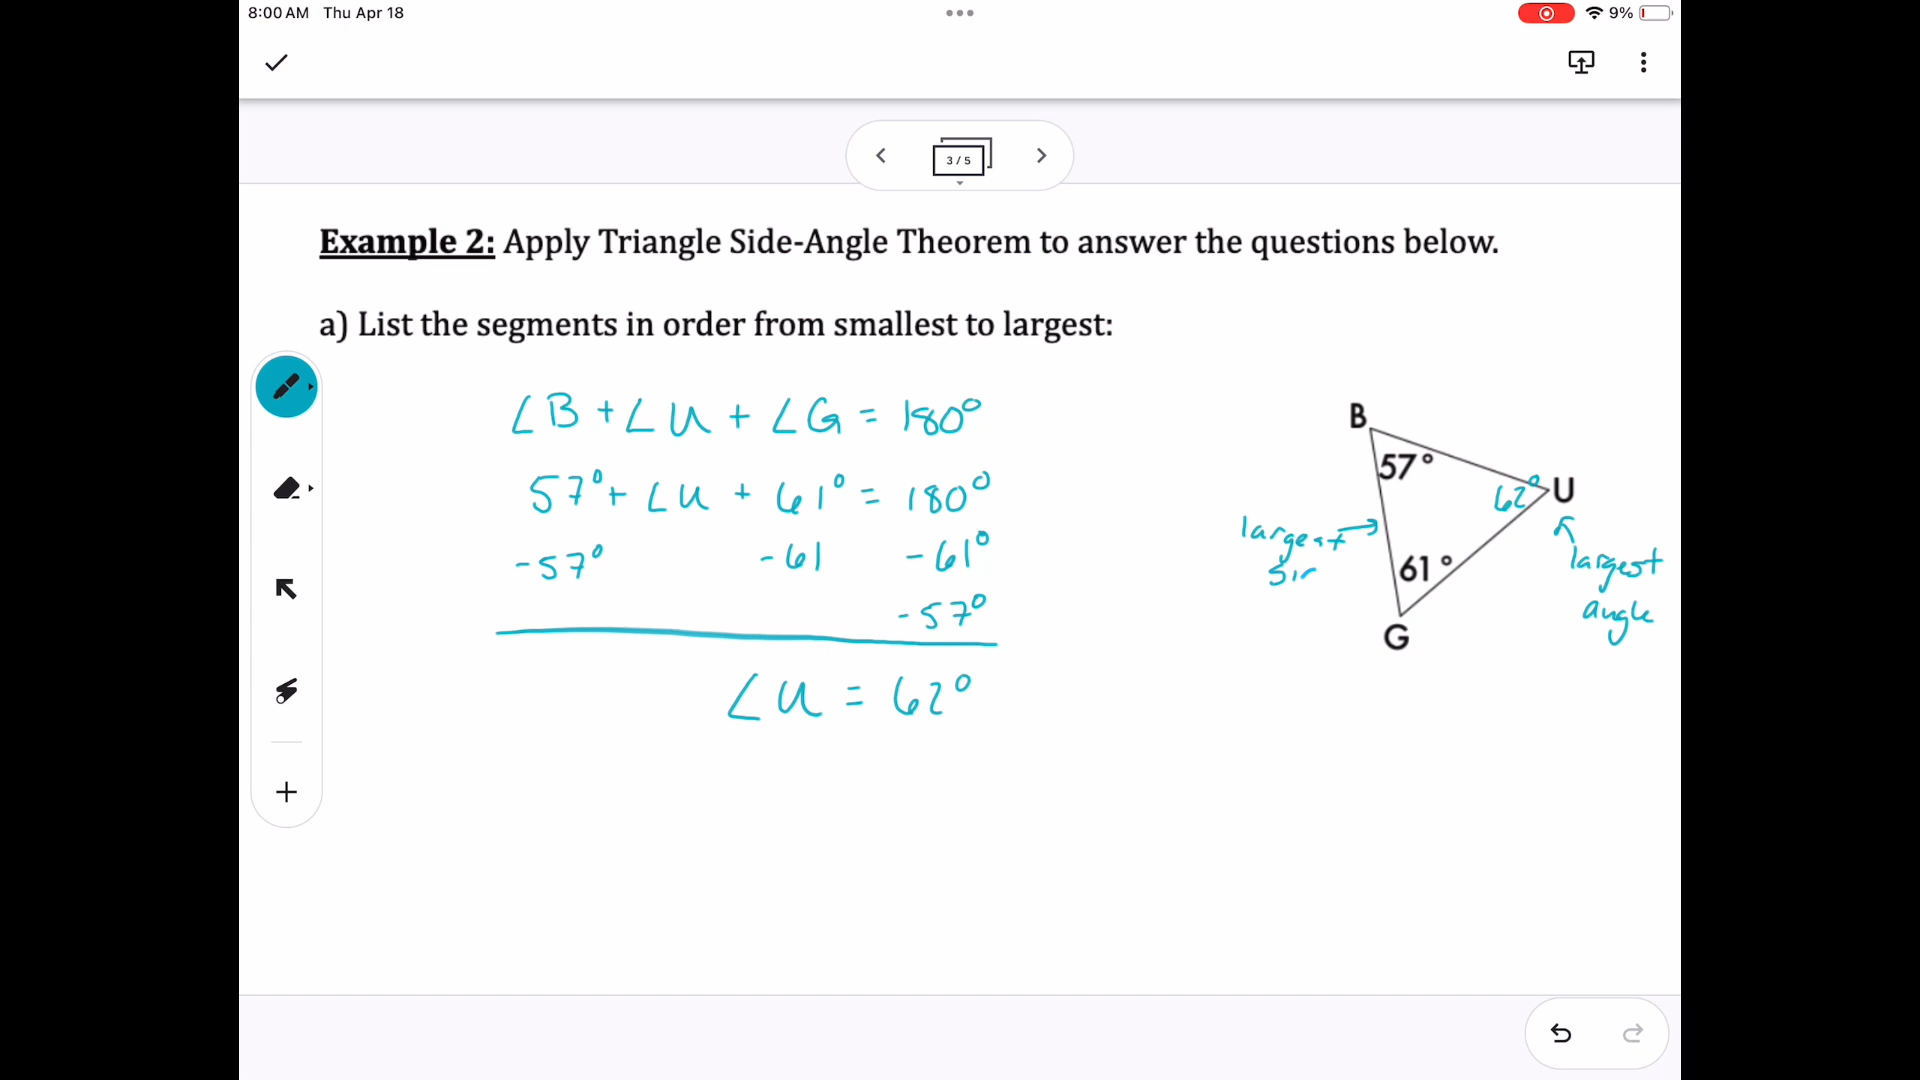 8:00 AM Thu Apr 18
9%
3 / 5
Example 2: Apply Triangle Side-Angle Theorem to answer the questions below.
a) List the segments in order from smallest to largest:
∠B + ∠U + ∠G = 180°
57° + ∠U + 61° = 180°
-57° -61 -61°
-57°
∠U = 62°
B
57°
62° U
largest →
61°
G
largest
angle